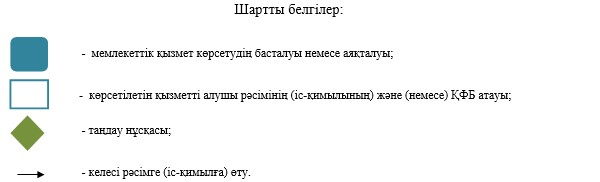 Шартты белгілер:
- мемлекеттік қызмет көрсетудің басталуы немесе аяқталуы;
- көрсетілетін қызметті алушы рәсімінің (іс-қимылының) және (немесе) ҚФБ атауы;
- таңдау нұсқасы;
- келесі рәсімге (іс-қимылға) өту.